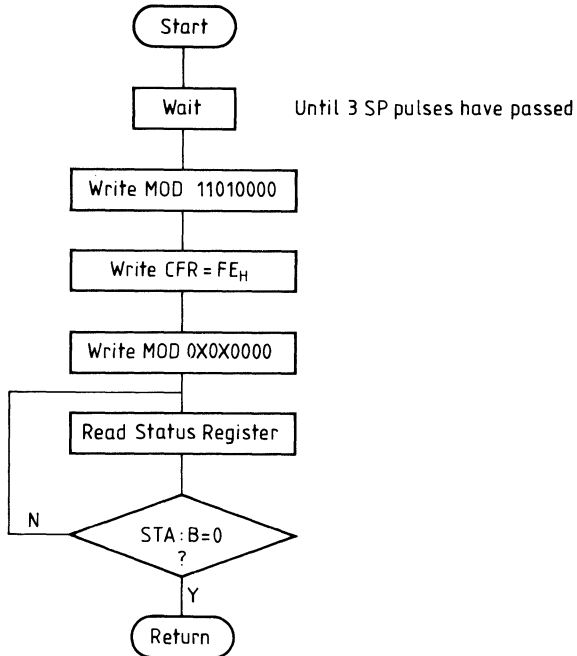 Start
Wait
Until 3 SP pulses have passed
Write MOD 11010000
Write CFR = FEH
Write MOD 0X0X0000
Read Status Register
N
STA: B=0
?
Y
Return